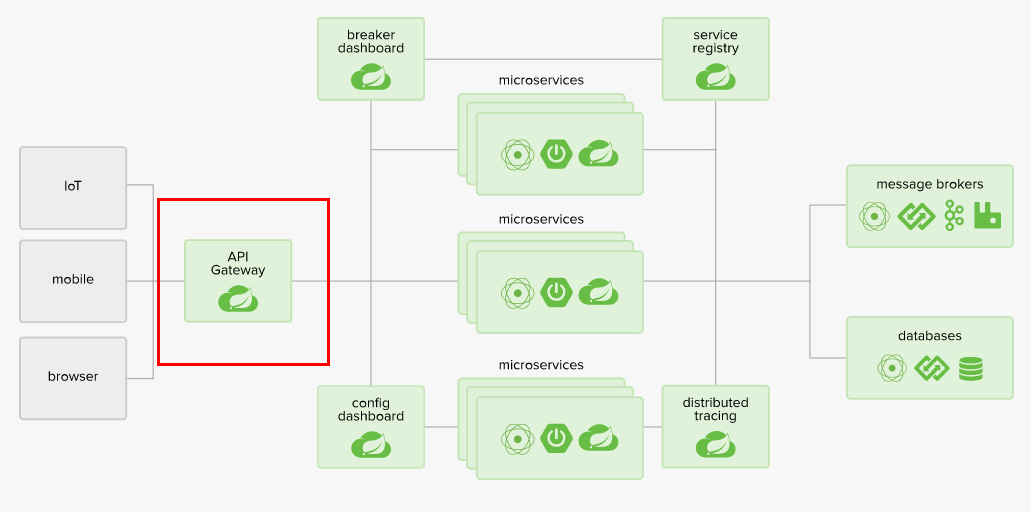 breaker
dashboard
service
registry
microservices
IoT
mobile
browser
API
Gateway
microservices
message brokers
databases
microservices
config
dashboard
distributed
tracing